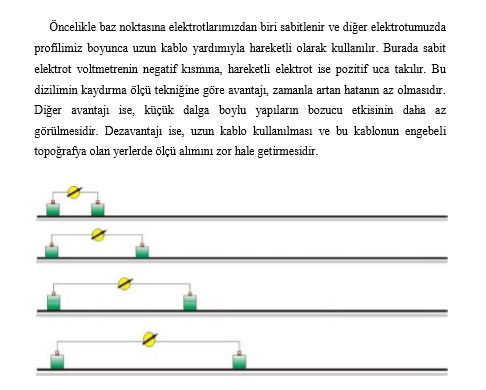 Öncelikle baz noktasına elektrotlarımızdan biri sabitlenir ve diğer elektrotumuzda
profilimiz boyunca uzun kablo yardımıyla hareketli olarak kullanılır. Burada sabit
elektrot voltmetrenin negatif kısmına, hareketli elektrot ise pozitif uca takılır. Bu
dizilimin kaydırma ölçü tekniğine göre avantajı, zamanla artan hatanın az olmasıdır.
Diğer avantajı ise, küçük dalga boylu yapıların bozucu etkisinin daha az
görülmesidir. Dezavantajı ise, uzun kablo kullanılması ve bu kablonun engebeli
topoğrafya olan yerlerde ölçü alımını zor hale getirmesidir.